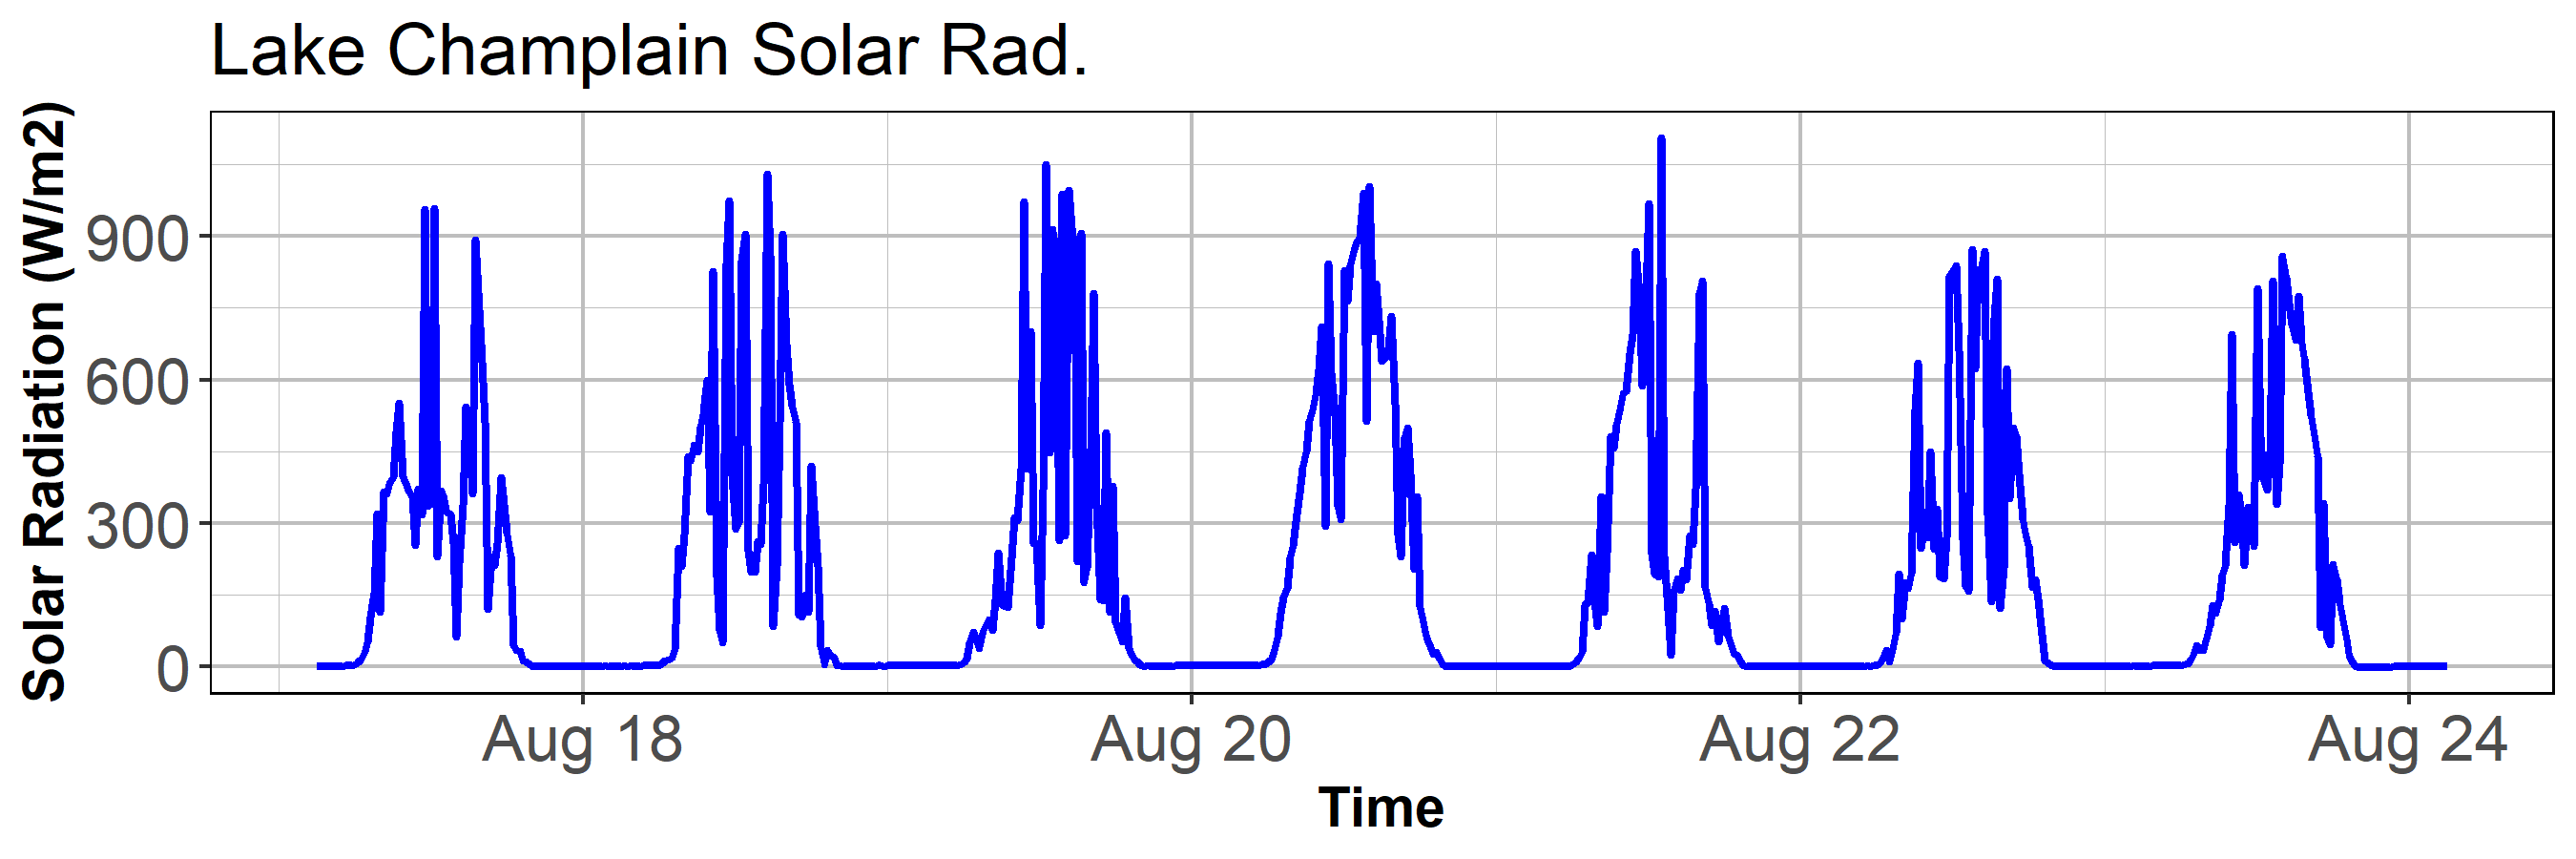 Lake Champlain Solar Rad.
Solar Radiation (W/m2)
900
600
300
0
Aug 18 Aug 20 Aug 22 Aug 24
Time